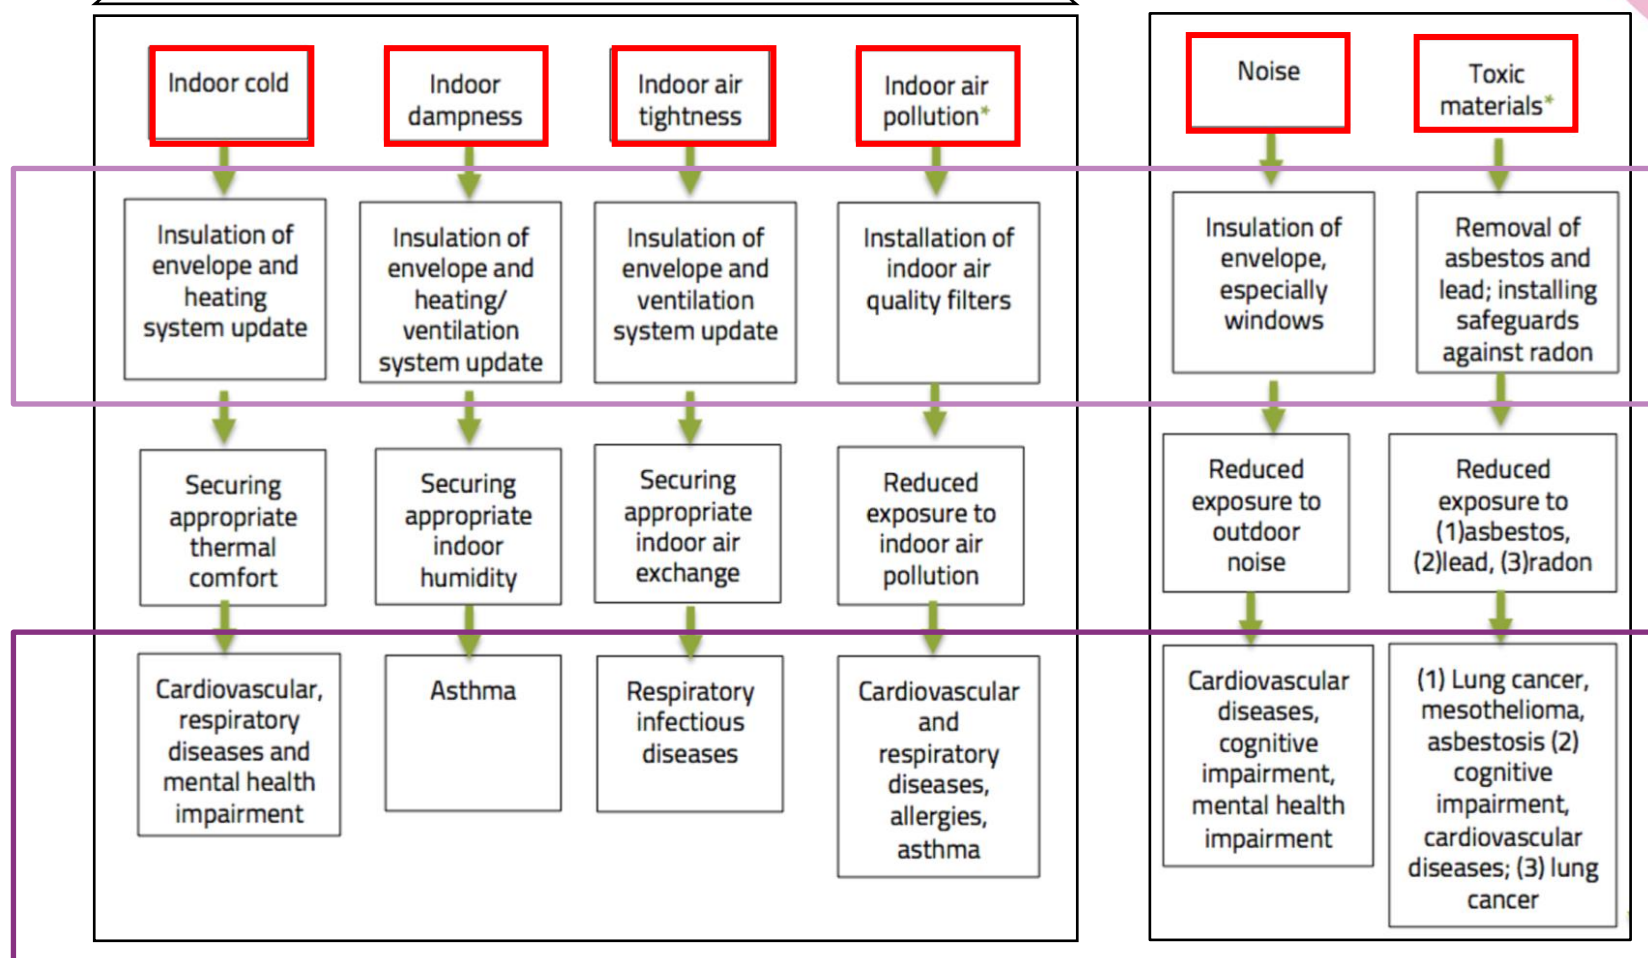 Indoor cold
Indoor
dampness
Indoor air
tightness
Indoor air
pollution*
Noise
Toxic
materials*
Insulation of
envelope and
heating
system update
Insulation of
envelope and
heating/
ventilation
system update
Insulation of
envelope and
ventilation
system update
Installation of
indoor air
quality filters
Insulation of
envelope,
especially
windows
Removal of
asbestos and
lead; installing
safeguards
against radon
Securing
appropriate
thermal
comfort
Securing
appropriate
indoor
humidity
Securing
appropriate
indoor air
exchange
Reduced
exposure to
indoor air
pollution
Reduced
exposure to
outdoor
noise
Reduced
exposure to
(1)asbestos,
(2)lead, (3)radon
Cardiovascular,
respiratory
diseases and
mental health
impairment
Asthma
Respiratory
infectious
diseases
Cardiovascular
and
respiratory
diseases,
allergies,
asthma
Cardiovascular
diseases,
cognitive
impairment,
mental health
impairment
(1) Lung cancer,
mesothelioma,
asbestosis (2)
cognitive
impairment,
cardiovascular
diseases; (3) lung
cancer